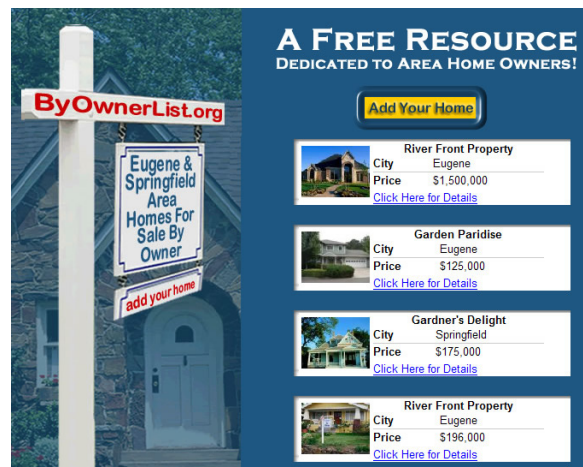 ByOwnerList.org
Eugene &
Springfield
Area
Homes For
Sale By
Owner
add your home
A FREE RESOURCE
DEDICATED TO AREA HOME OWNERS!
Add Your Home
River Front Property
City Eugene
Price $1,500,000
Click Here for Details
Garden Paridise
City Eugene
Price $125,000
Click Here for Details
Gardner's Delight
City Springfield
Price $175,000
Click Here for Details
River Front Property
City Eugene
Price $196,000
Click Here for Details